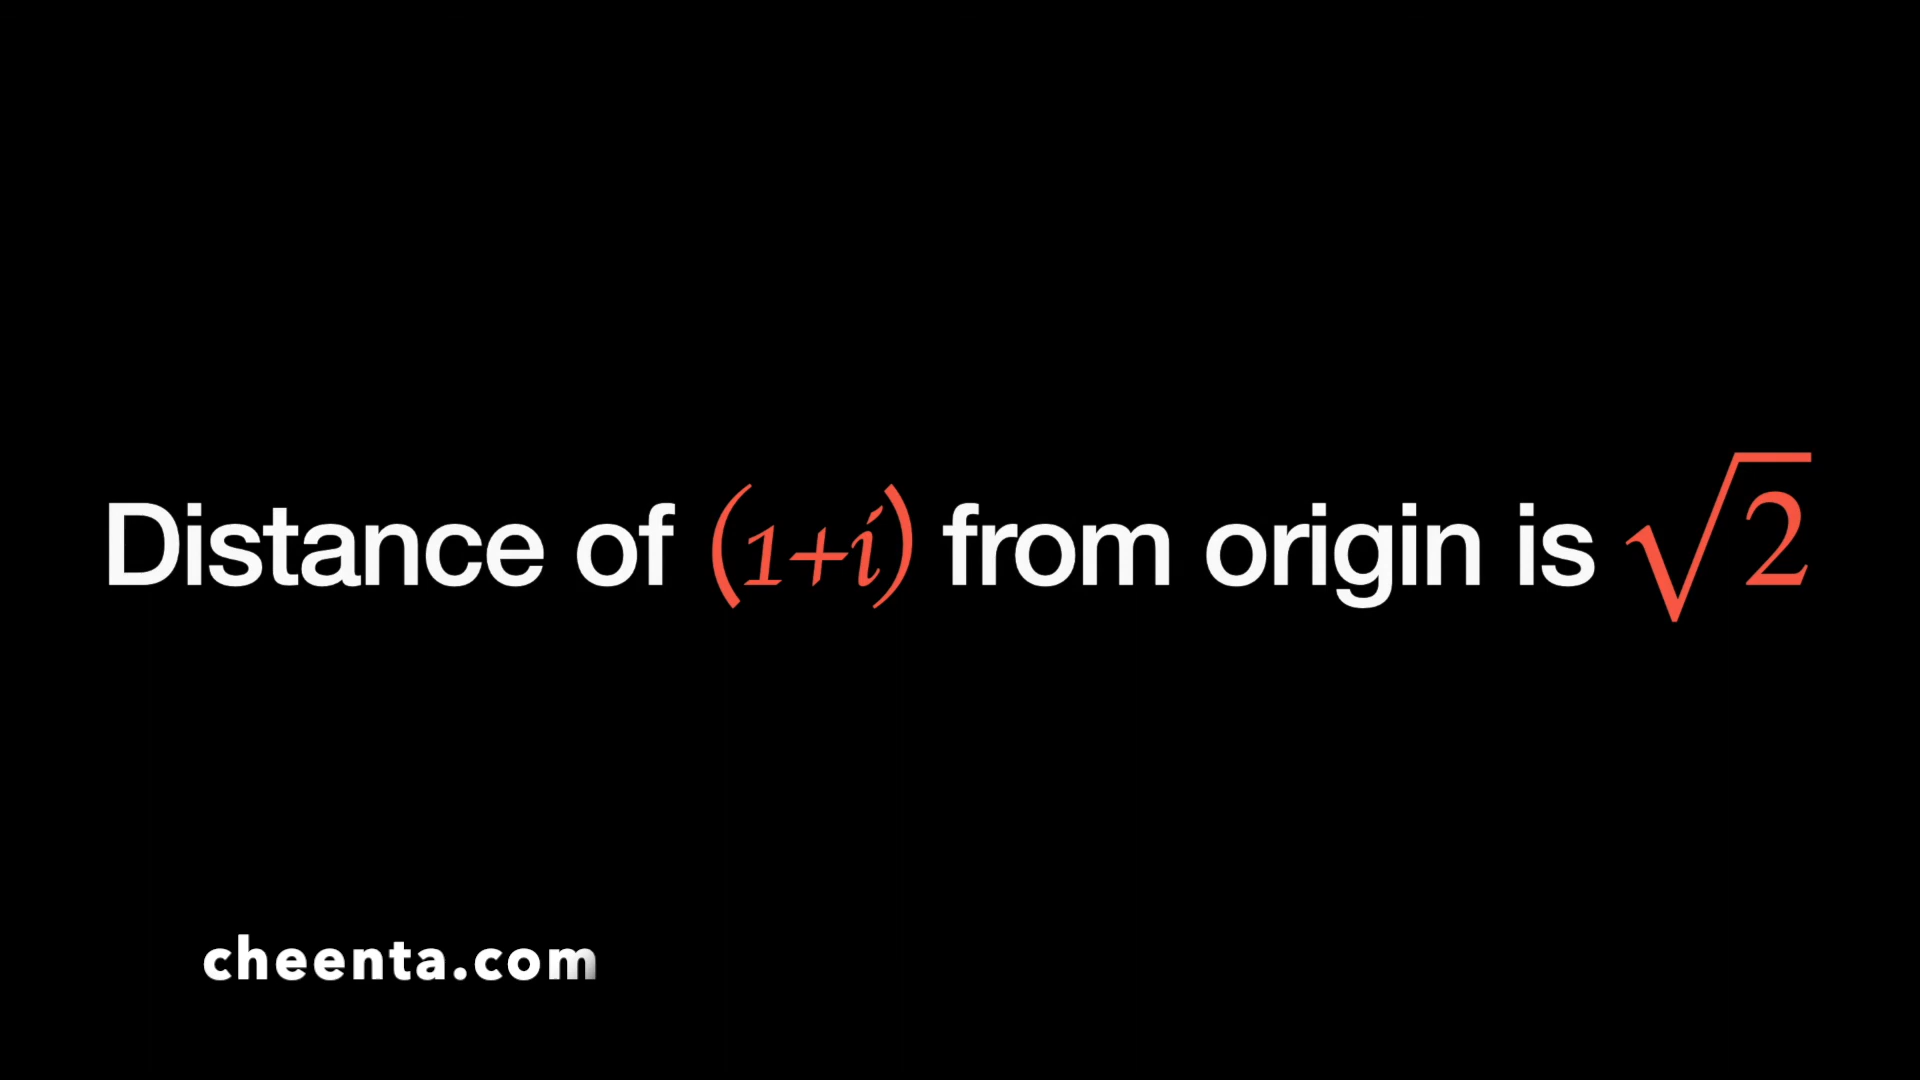 Distance of (1+i) from origin is √2
cheenta.com